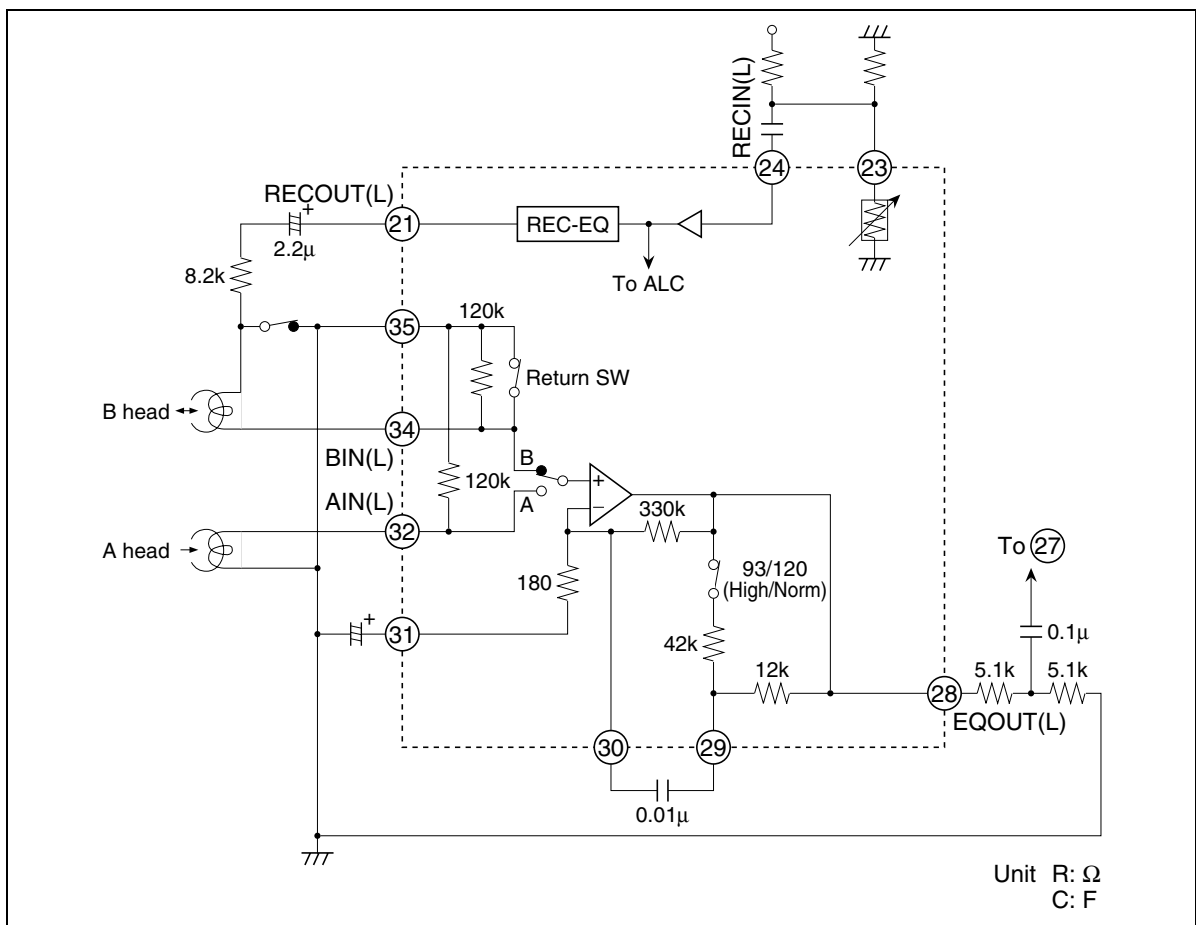 RECIN(L)
24
23
RECOUT(L)
+
21
REC-EQ
2.2μ
8.2k
To ALC
120k
35
Return SW
B head
34
BIN(L)
B
120k
A
+
−
AIN(L)
330k
32
A head
To 27
93/120
(High/Norm)
180
+
31
0.1μ
42k
12k
5.1k
5.1k
28
EQOUT(L)
30
29
0.01μ
Unit R: Ω
C: F